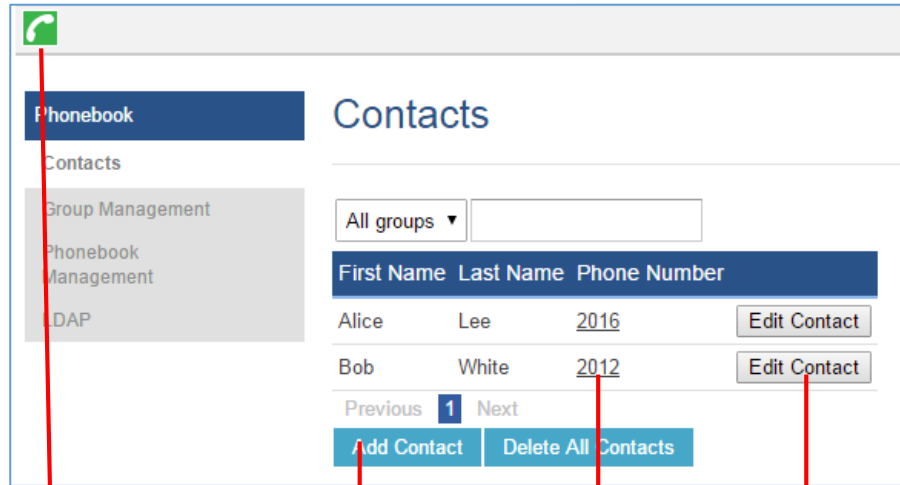 Phonebook
Contacts
Group Management
Phonebook
Management
LDAP
Contacts
All groups
First Name Last Name Phone Number
Alice Lee 2016 Edit Contact
Bob White 2012 Edit Contact
Previous 1 Next
Add Contact Delete All Contacts